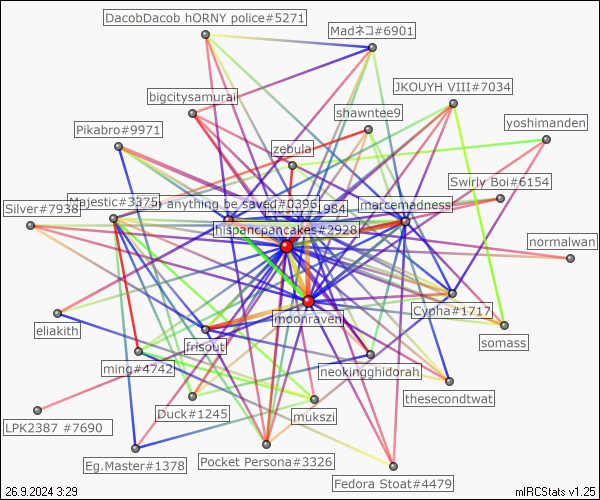 DacobDacob hORNY police#5271
Madネコ#6901
JKOUYH VIII#7034
bigcitysamurai
shawntee9
yoshimanden
Pikabro#9971
zebula
Swirly Boi#6154
Majestic#3375
anything be saved#0396
1984
marcemadness
Silver#7938
hispancpancakes#2928
normalwan
eliakith
moonraven
Cypha#1717
somass
frisout
ming#4742
neokingghidorah
thesecondtwat
LPK2387 #7690
Duck#1245
mukszi
Eg.Master#1378
Pocket Persona#3326
Fedora Stoat#4479
26.9.2024 3:29
mIRCStats v1.25